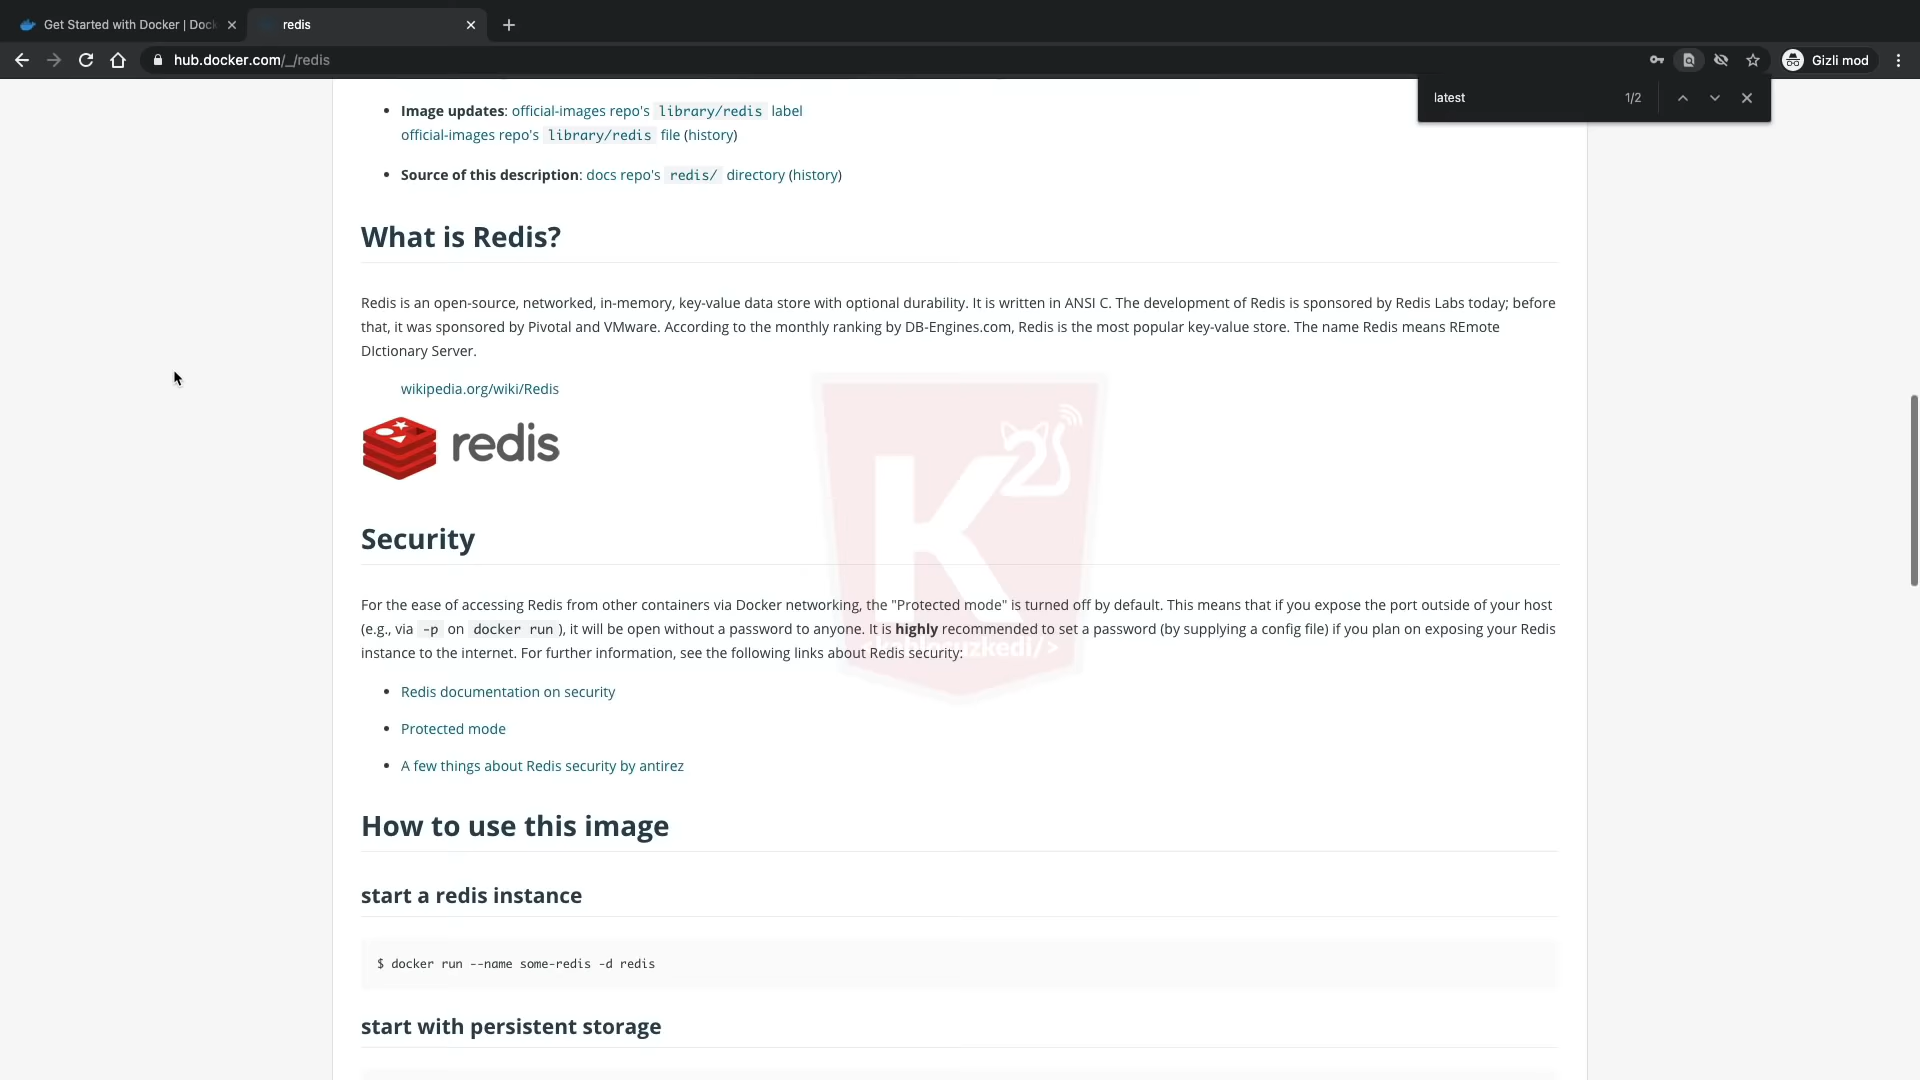 Get Started with Docker | Doc
redis
hub.docker.com/_/redis
Gizli mod
latest
1/2
Image updates: official-images repo's library/redis label
official-images repo's library/redis file (history)
Source of this description: docs repo's redis/ directory (history)
What is Redis?
Redis is an open-source, networked, in-memory, key-value data store with optional durability. It is written in ANSI C. The development of Redis is sponsored by Redis Labs today; before
that, it was sponsored by Pivotal and VMware. According to the monthly ranking by DB-Engines.com, Redis is the most popular key-value store. The name Redis means REmote
DIctionary Server.
wikipedia.org/wiki/Redis
redis
K
Security
For the ease of accessing Redis from other containers via Docker networking, the "Protected mode" is turned off by default. This means that if you expose the port outside of your host
(e.g., via -p on docker run ), it will be open without a password to anyone. It is highly recommended to set a password (by supplying a config file) if you plan on exposing your Redis
instance to the internet. For further information, see the following links about Redis security:
Redis documentation on security
Protected mode
A few things about Redis security by antirez
How to use this image
start a redis instance
$ docker run --name some-redis -d redis
start with persistent storage